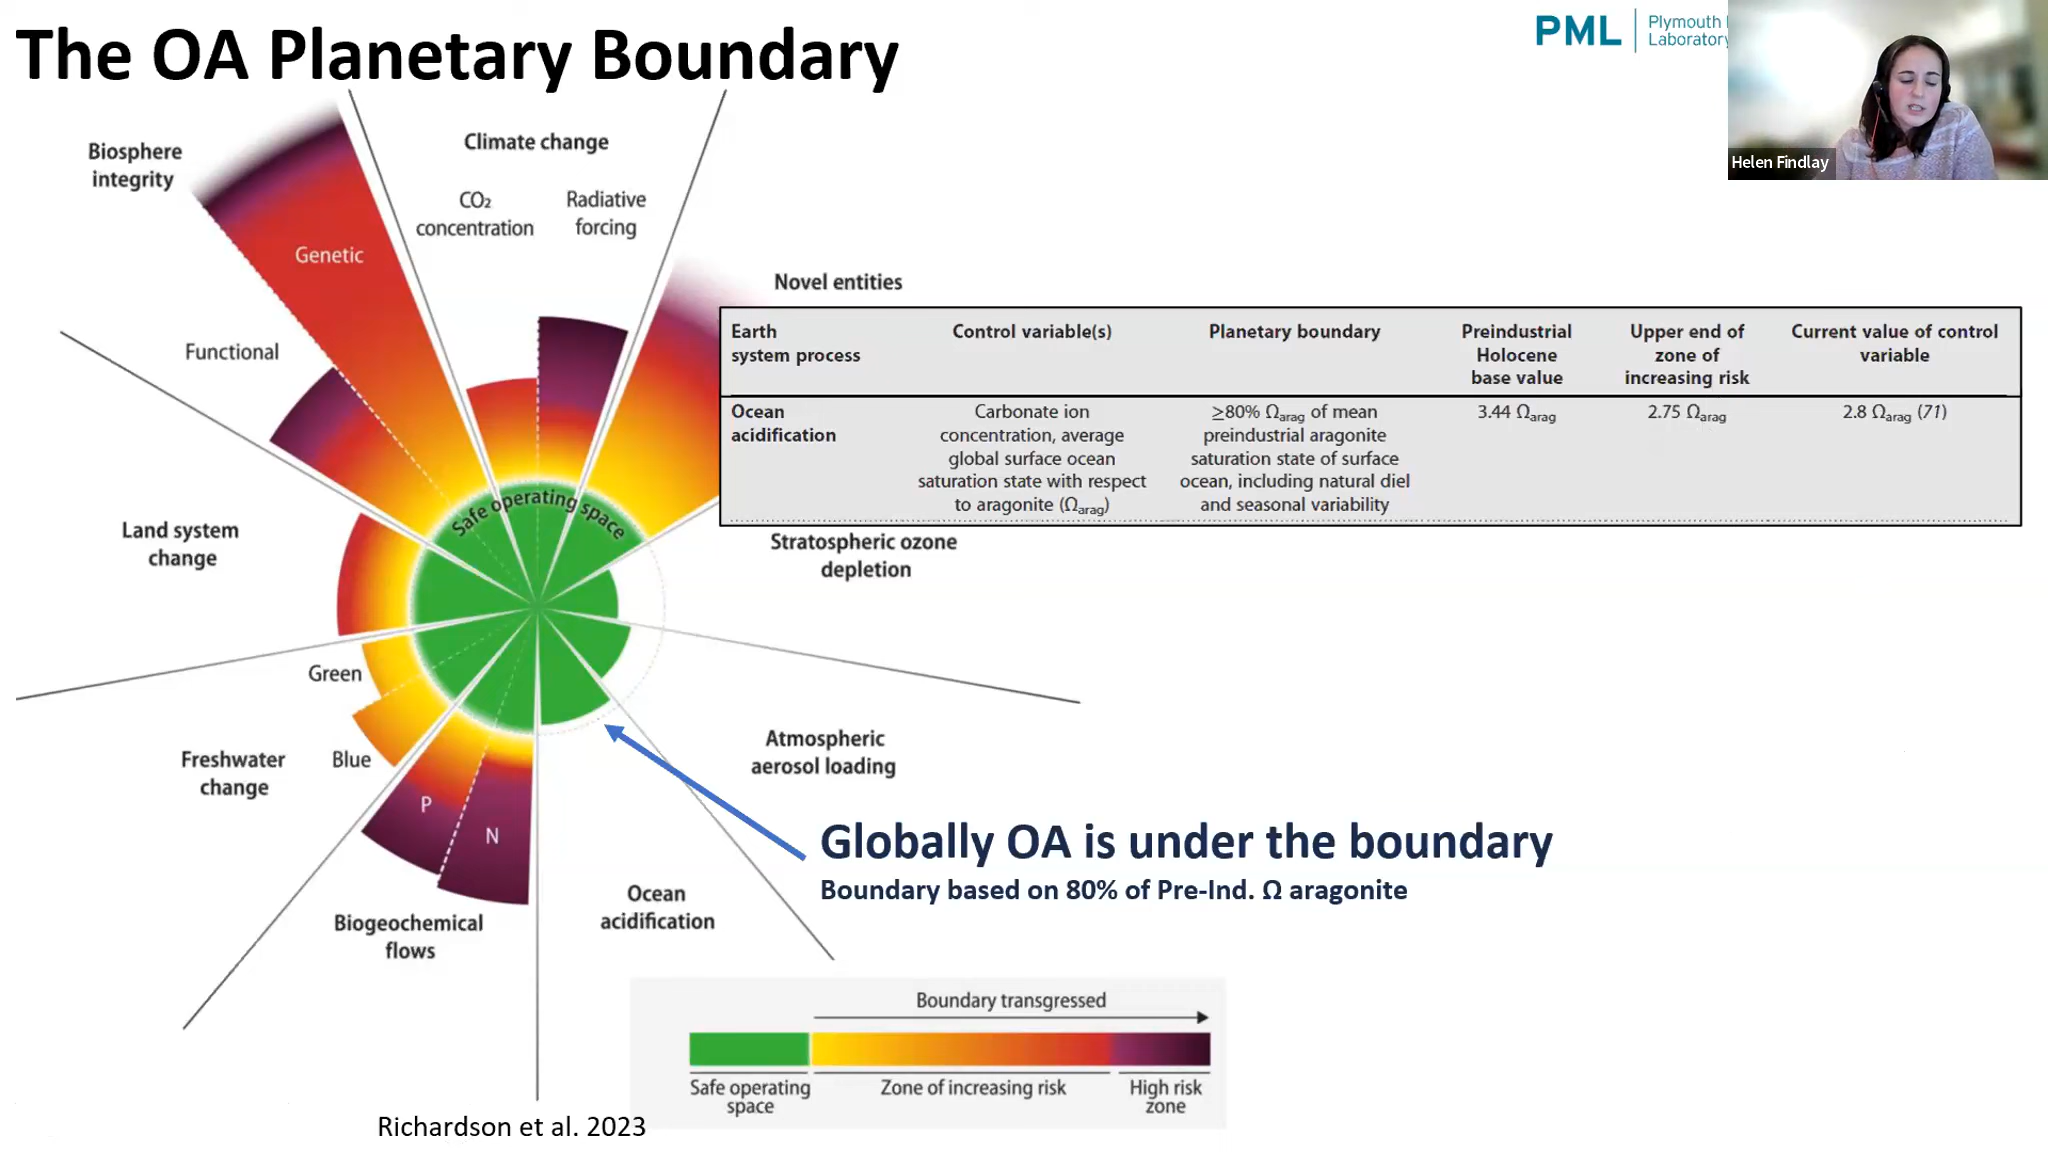 The OA Planetary Boundary
PML
Plymouth
Laboratory
Helen Findlay
Biosphere
integrity
Climate change
CO₂
concentration
Radiative
forcing
Genetic
Functional
Novel entities
Safe operating space
Earth
system process
Control variable(s)
Planetary boundary
Preindustrial
Holocene
base value
Upper end of
zone of
increasing risk
Current value of control
variable
Ocean
acidification
Carbonate ion
concentration, average
global surface ocean
saturation state with respect
to aragonite (Ωarag)
≥80% Ωarag of mean
preindustrial aragonite
saturation state of surface
ocean, including natural diel
and seasonal variability
3.44 Ωarag
2.75 Ωarag
2.8 Ωarag (71)
Land system
change
Stratospheric ozone
depletion
Green
Freshwater
change
Blue
P
N
Atmospheric
aerosol loading
Globally OA is under the boundary
Boundary based on 80% of Pre-Ind. Ω aragonite
Biogeochemical
flows
Ocean
acidification
Boundary transgressed
Safe operating
space
Zone of increasing risk
High risk
zone
Richardson et al. 2023